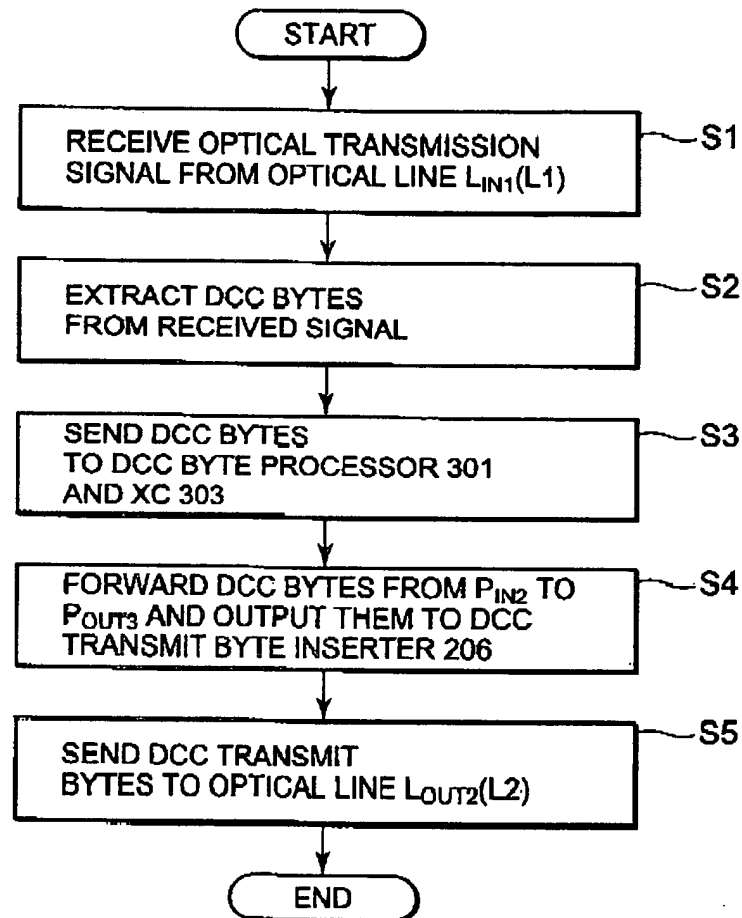 START
RECEIVE OPTICAL TRANSMISSION
SIGNAL FROM OPTICAL LINE LIN1(L1)
S1
EXTRACT DCC BYTES
FROM RECEIVED SIGNAL
S2
SEND DCC BYTES
TO DCC BYTE PROCESSOR 301
AND XC 303
S3
FORWARD DCC BYTES FROM PIN2 TO
POUT3 AND OUTPUT THEM TO DCC
TRANSMIT BYTE INSERTER 206
S4
SEND DCC TRANSMIT
BYTES TO OPTICAL LINE LOUT2(L2)
S5
END